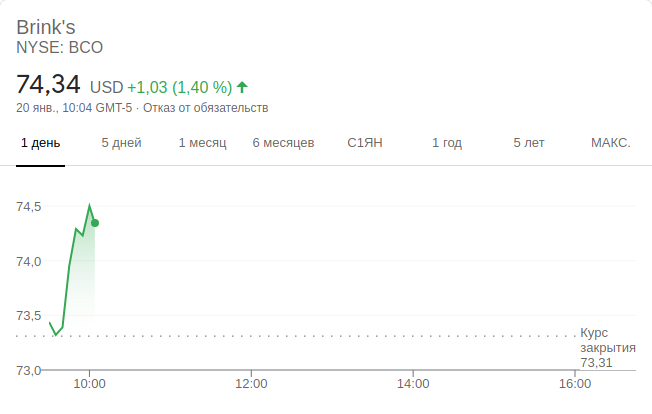 Brink's
NYSE: BCO
74,34 USD +1,03 (1,40 %)
20 янв., 10:04 GMT-5 · Отказ от обязательств
1 день 5 дней 1 месяц 6 месяцев С1ЯН 1 год 5 лет МАКС.
74,5
74,0
73,5
Курс
закрытия
73,31
73,0
10:00 12:00 14:00 16:00